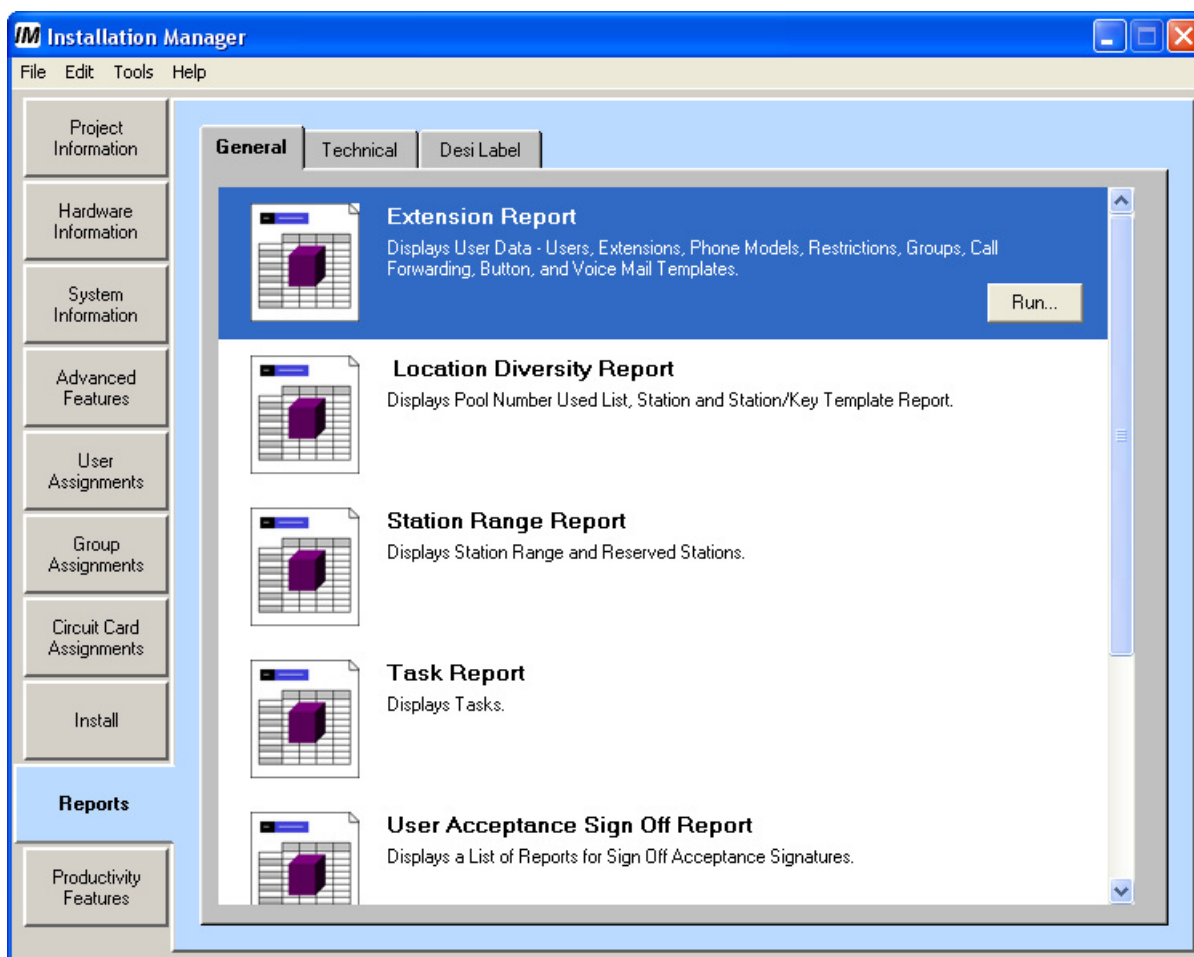 IM Installation Manager
File Edit Tools Help
Project
Information
Hardware
Information
System
Information
Advanced
Features
User
Assignments
Group
Assignments
Circuit Card
Assignments
Install
Reports
Productivity
Features
General Technical Desi Label
Extension Report
Displays User Data - Users, Extensions, Phone Models, Restrictions, Groups, Call
Forwarding, Button, and Voice Mail Templates.
Run...
Location Diversity Report
Displays Pool Number Used List, Station and Station/Key Template Report.
Station Range Report
Displays Station Range and Reserved Stations.
Task Report
Displays Tasks.
User Acceptance Sign Off Report
Displays a List of Reports for Sign Off Acceptance Signatures.